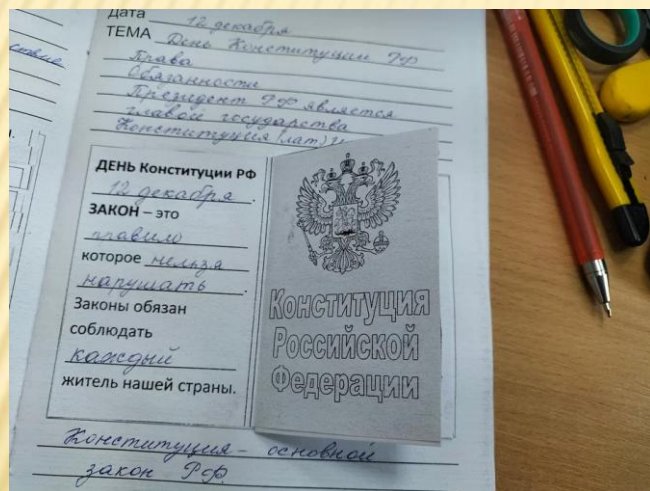 Дата 12 декабря
ТЕМА День Конституции РФ
Права
Обязанности
Президент РФ является
главой государства
Конституция (лат)
ДЕНЬ Конституции РФ
12 декабря.
ЗАКОН – это
правило
которое нельзя
нарушать.
Законы обязан
соблюдать
каждый
житель нашей страны.
Конституция
Российской
Федерации
Конституция – основной
закон РФ